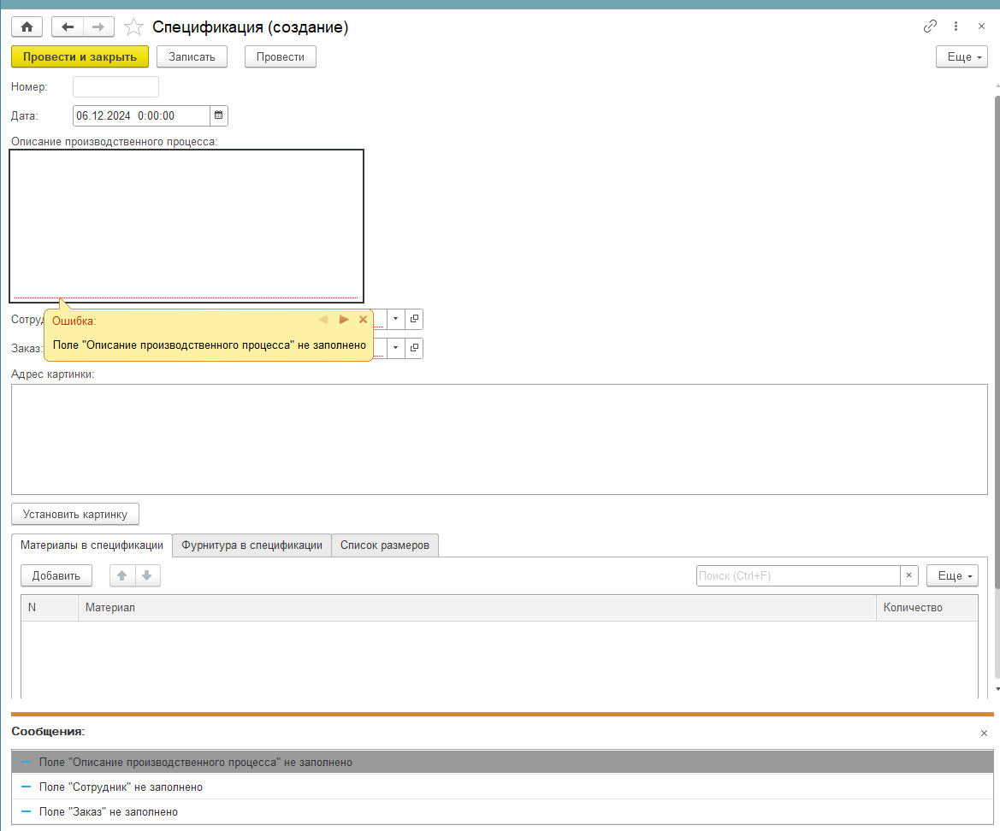 Спецификация (создание)
Провести и закрыть Записать Провести Еще
Номер:
Дата: 06.12.2024 0:00:00
Описание производственного процесса:
Сотруд
Ошибка:
Поле "Описание производственного процесса" не заполнено
Заказ:
Адрес картинки:
Установить картинку
Материалы в спецификации Фурнитура в спецификации Список размеров
Добавить Поиск (Ctrl+F) Еще
N Материал Количество
Сообщения:
Поле "Описание производственного процесса" не заполнено
Поле "Сотрудник" не заполнено
Поле "Заказ" не заполнено